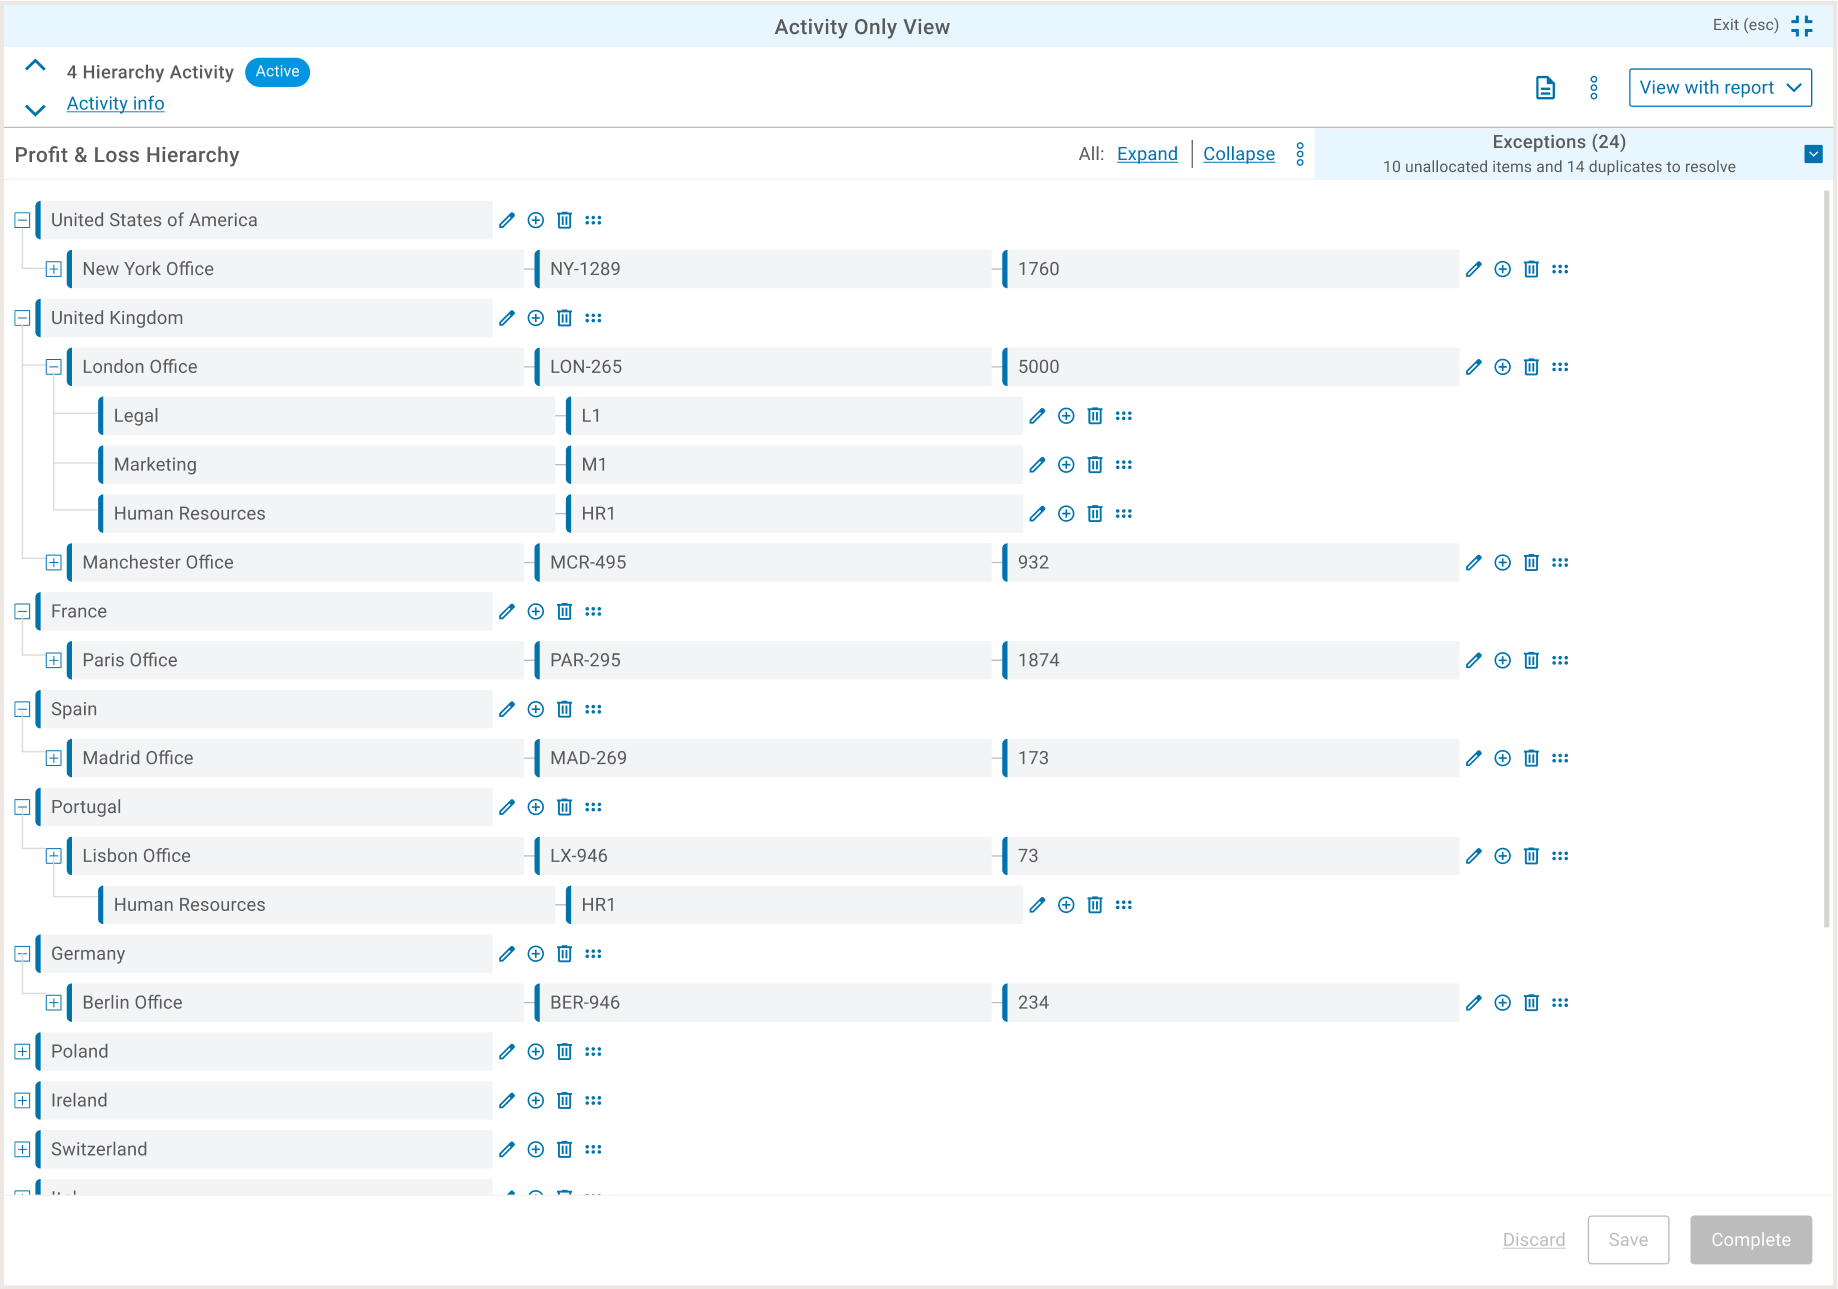 Activity Only View
Exit (esc)
4 Hierarchy Activity Active
Activity info
View with report
Profit & Loss Hierarchy
All: Expand Collapse
Exceptions (24)
10 unallocated items and 14 duplicates to resolve
United States of America
New York Office NY-1289 1760
United Kingdom
London Office LON-265 5000
Legal L1
Marketing M1
Human Resources HR1
Manchester Office MCR-495 932
France
Paris Office PAR-295 1874
Spain
Madrid Office MAD-269 173
Portugal
Lisbon Office LX-946 73
Human Resources HR1
Germany
Berlin Office BER-946 234
Poland
Ireland
Switzerland
Discard Save Complete